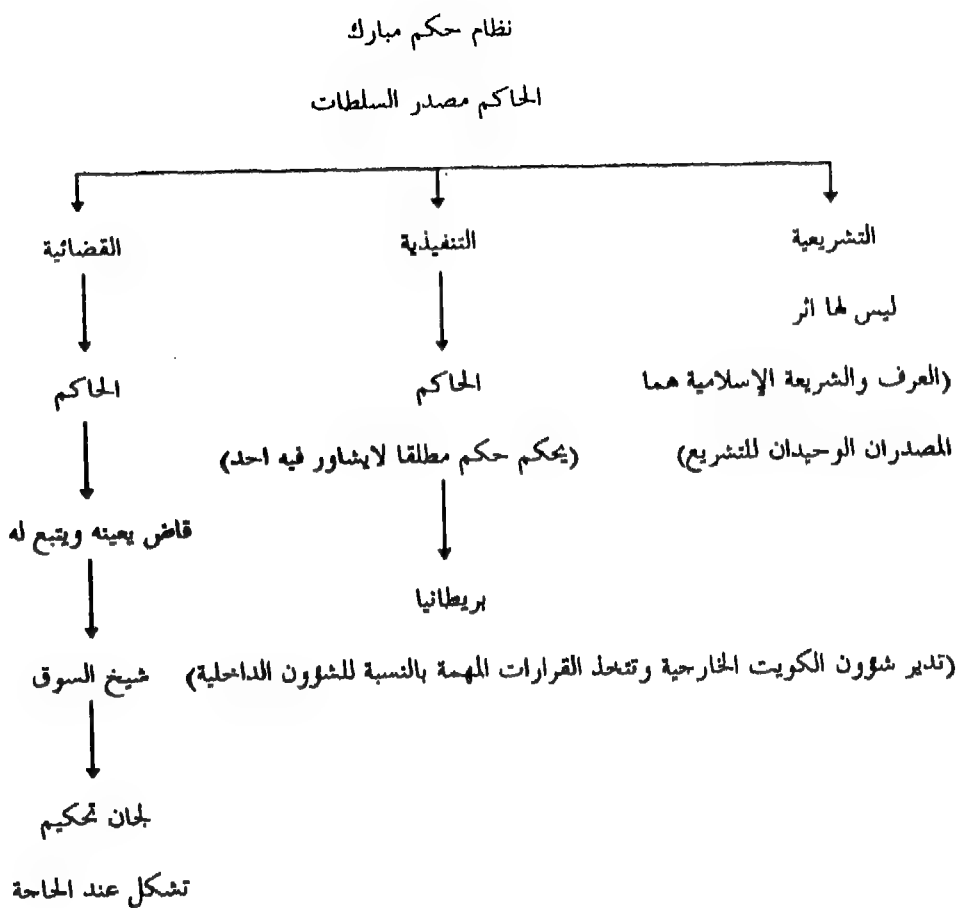 نظام حكم مبارك
الحاكم مصدر السلطات
التشريعية
التنفيذية
القضائية
ليس لها اثر
(العرف والشريعة الإسلامية هما
المصدران الوحيدان للتشريع)
الحاكم
(يحكم حكم مطلقا لايشاور فيه احد)
بريطانيا
(تدير شؤون الكويت الخارجية وتتخذ القرارات المهمة بالنسبة للشؤون الداخلية)
الحاكم
قاض يعينه ويتبع له
شيخ السوق
لجان تحكيم
تشكل عند الحاجة